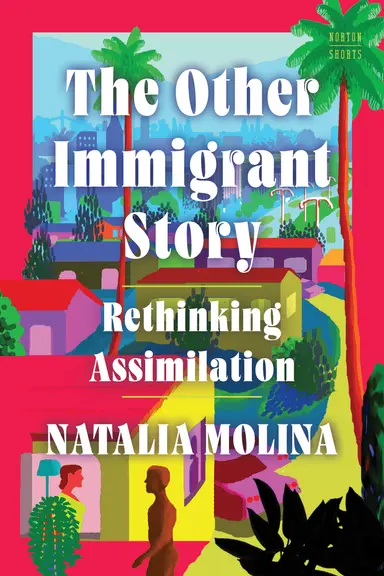 NORTON
SHORTS
The Other
Immigrant
Story
Rethinking
Assimilation
NATALIA MOLINA